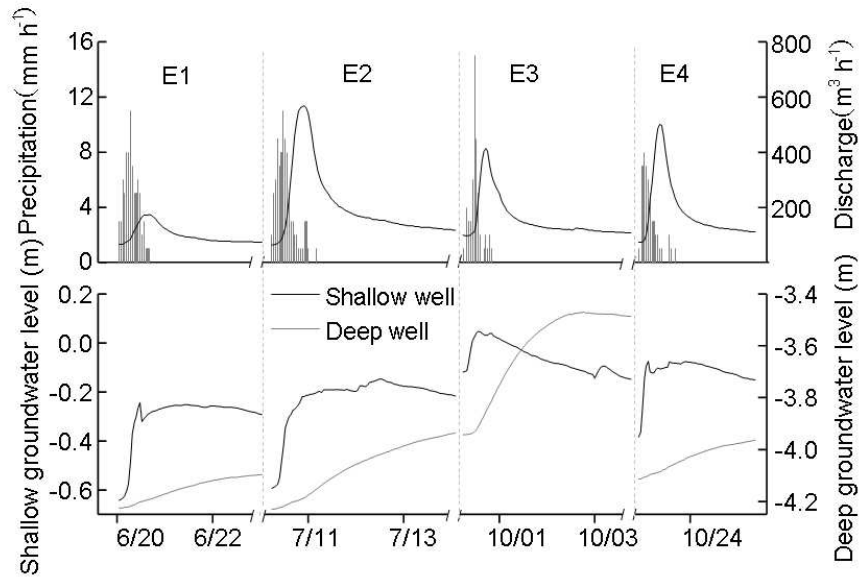 Precipitation(mm h⁻¹)
16
12
8
4
0
E1
E2
E3
E4
800
600
400
200
0
Discharge(m³ h⁻¹)
Shallow groundwater level (m)
0.2
0.0
-0.2
-0.4
-0.6
Shallow well
Deep well
-3.4
-3.6
-3.8
-4.0
-4.2
Deep groundwater level (m)
6/20 6/22 7/11 7/13 10/01 10/03 10/24